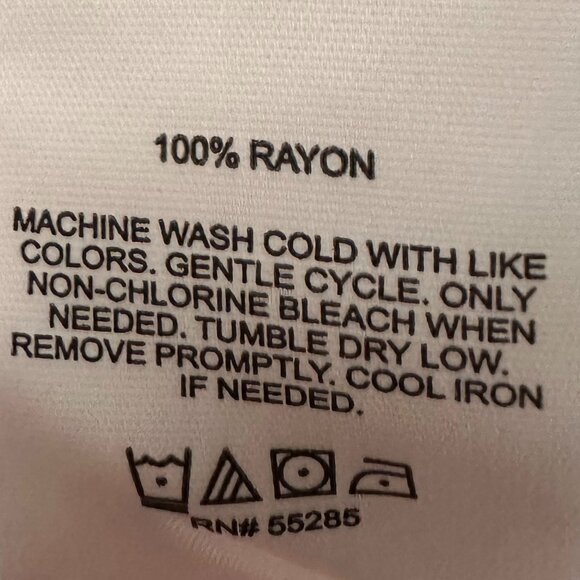 100% RAYON
MACHINE WASH COLD WITH LIKE
COLORS. GENTLE CYCLE. ONLY
NON-CHLORINE BLEACH WHEN
NEEDED. TUMBLE DRY LOW.
REMOVE PROMPTLY. COOL IRON
IF NEEDED.
RN# 55285